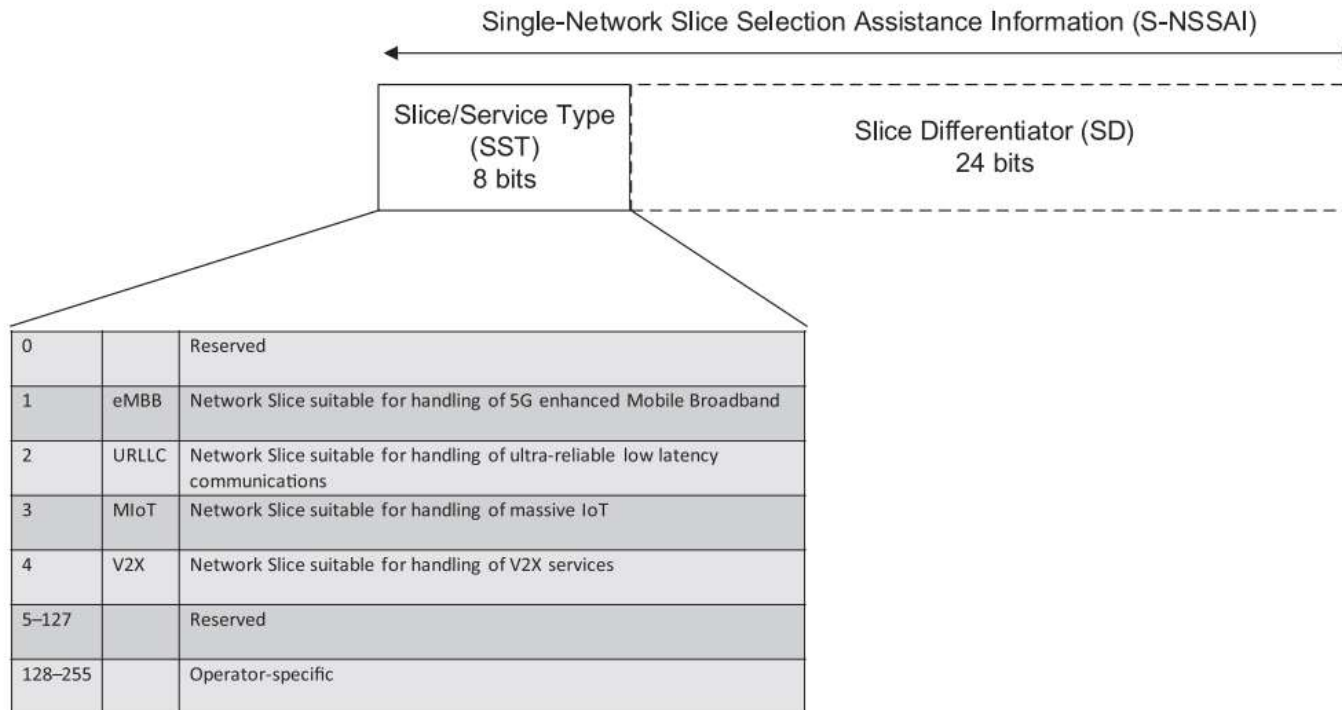 Single-Network Slice Selection Assistance Information (S-NSSAI)
Slice/Service Type
(SST)
8 bits
Slice Differentiator (SD)
24 bits
0 Reserved
1 eMBB Network Slice suitable for handling of 5G enhanced Mobile Broadband
2 URLLC Network Slice suitable for handling of ultra-reliable low latency
communications
3 MIoT Network Slice suitable for handling of massive IoT
4 V2X Network Slice suitable for handling of V2X services
5–127 Reserved
128–255 Operator-specific